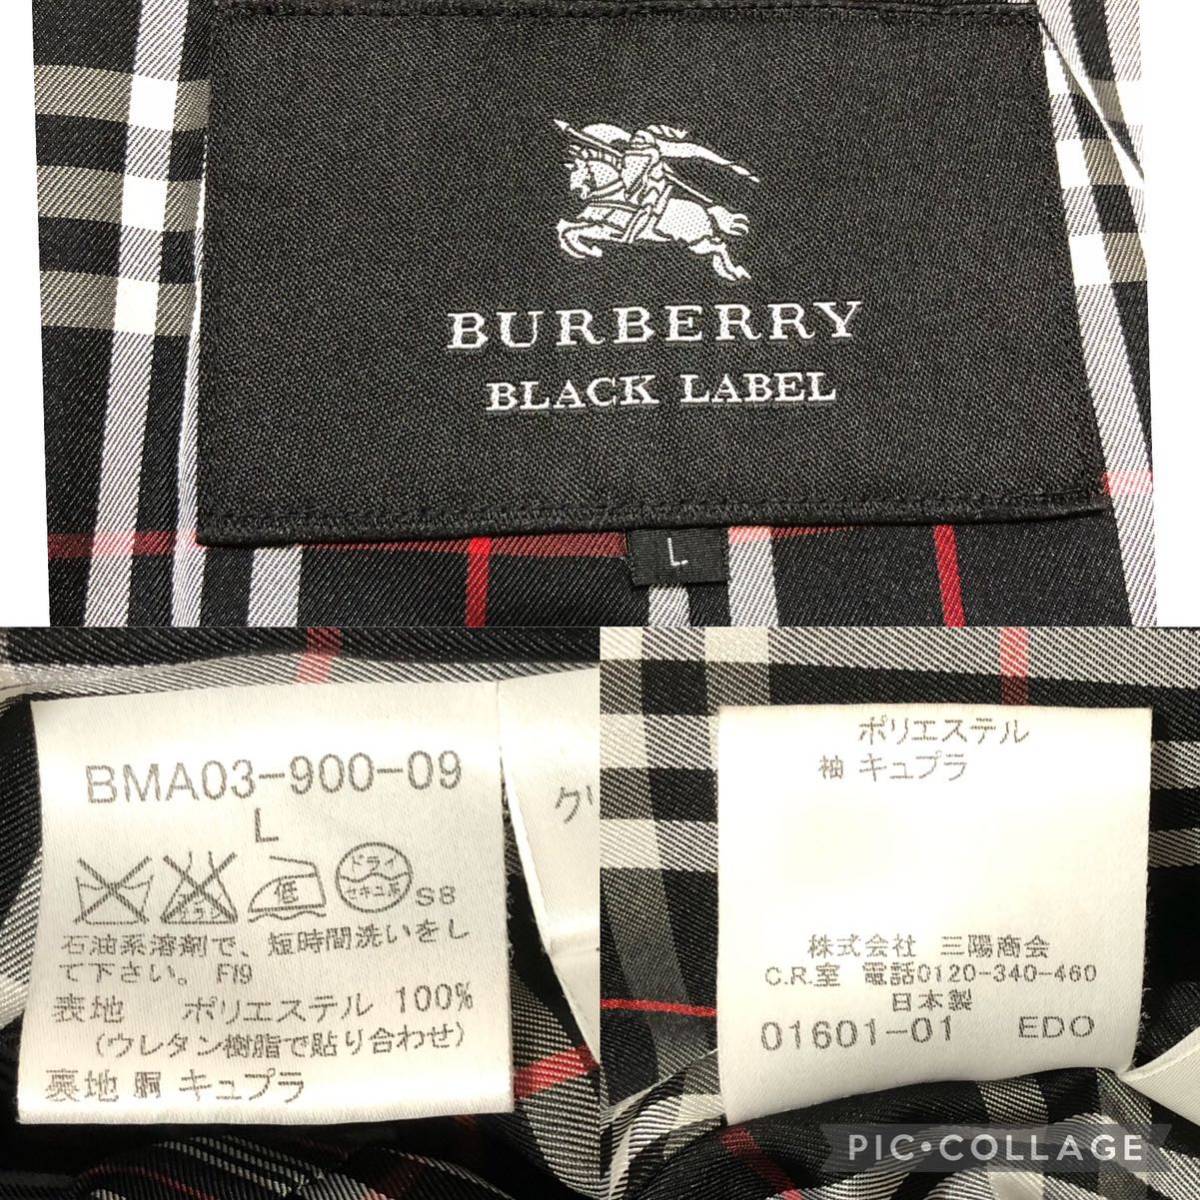 BURBERRY
BLACK LABEL
L
BMA03-900-09
L
低
ドライ
セキユ系
S8
石油系溶剤で、短時間洗いをし
て下さい。 F19
表地 ポリエステル 100%
(ウレタン樹脂で貼り合わせ)
裏地 胴 キュプラ
ク
ポリエステル
袖 キュプラ
株式会社 三陽商会
C.R.室 電話0120-340-460
日本製
01601-01 EDO
PIC•COLLAGE